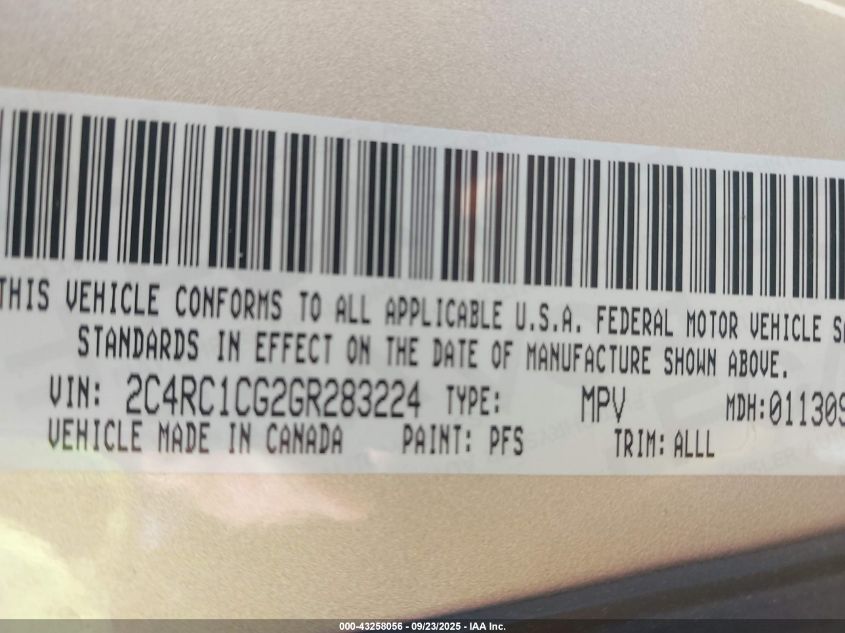 THIS VEHICLE CONFORMS TO ALL APPLICABLE U.S.A. FEDERAL MOTOR VEHICLE
STANDARDS IN EFFECT ON THE DATE OF MANUFACTURE SHOWN ABOVE.
VIN: 2C4RC1CG2GR283224 TYPE: MPV MDH:011309
VEHICLE MADE IN CANADA PAINT: PFS TRIM: ALLL
000-43258056 - 09/23/2025 - IAA Inc.